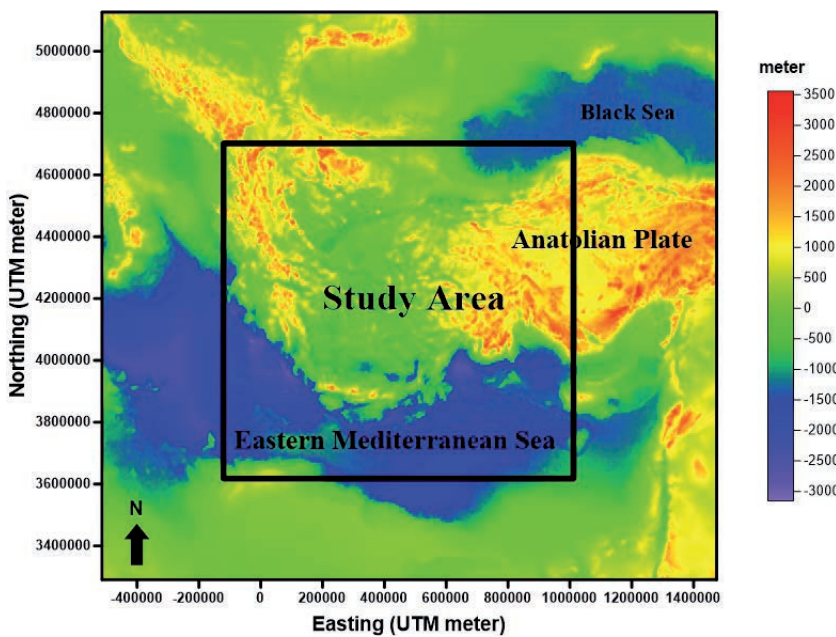 meter
5000000
4800000
4600000
4400000
4200000
4000000
3800000
3600000
3400000
Northing (UTM meter)
Black Sea
Anatolian Plate
Study Area
Eastern Mediterranean Sea
N
-400000 -200000 0 200000 400000 600000 800000 1000000 1200000 1400000
Easting (UTM meter)
3500
3000
2500
2000
1500
1000
500
0
-500
-1000
-1500
-2000
-2500
-3000